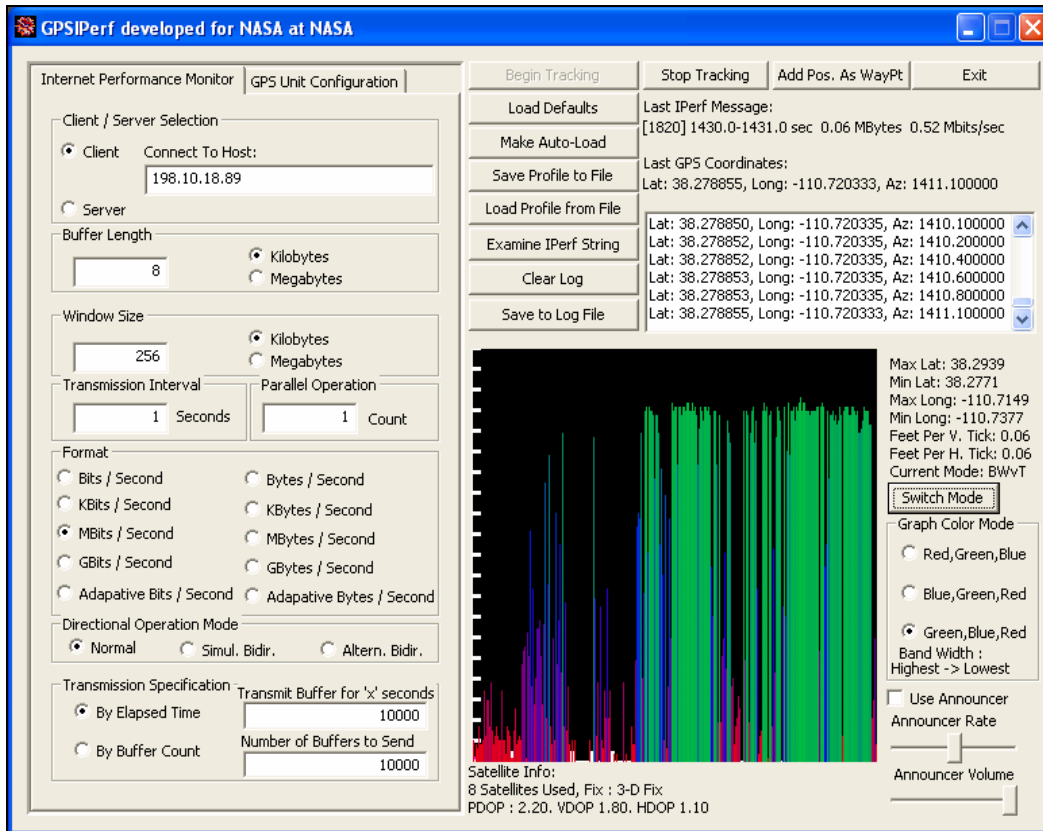 GPSIPerf developed for NASA at NASA
Internet Performance Monitor
GPS Unit Configuration
Client / Server Selection
Client
Connect To Host:
198.10.18.89
Server
Buffer Length
8
Kilobytes
Megabytes
Window Size
256
Kilobytes
Megabytes
Transmission Interval
1 Seconds
Parallel Operation
1 Count
Format
Bits / Second
Bytes / Second
KBits / Second
KBytes / Second
MBits / Second
MBytes / Second
GBits / Second
GBytes / Second
Adapative Bits / Second
Adapative Bytes / Second
Directional Operation Mode
Normal
Simul. Bidir.
Altern. Bidir.
Transmission Specification
Transmit Buffer for 'x' seconds
By Elapsed Time
10000
By Buffer Count
Number of Buffers to Send
10000
Begin Tracking
Stop Tracking
Add Pos. As WayPt
Exit
Load Defaults
Make Auto-Load
Save Profile to File
Load Profile from File
Examine IPerf String
Clear Log
Save to Log File
Last IPerf Message:
[1820] 1430.0-1431.0 sec 0.06 MBytes 0.52 Mbits/sec
Last GPS Coordinates:
Lat: 38.278855, Long: -110.720333, Az: 1411.100000
Lat: 38.278850, Long: -110.720335, Az: 1410.100000
Lat: 38.278852, Long: -110.720335, Az: 1410.200000
Lat: 38.278852, Long: -110.720335, Az: 1410.400000
Lat: 38.278853, Long: -110.720335, Az: 1410.600000
Lat: 38.278853, Long: -110.720335, Az: 1410.800000
Lat: 38.278855, Long: -110.720333, Az: 1411.100000
Max Lat: 38.2939
Min Lat: 38.2771
Max Long: -110.7149
Min Long: -110.7377
Feet Per V. Tick: 0.06
Feet Per H. Tick: 0.06
Current Mode: BWvT
Switch Mode
Graph Color Mode
Red,Green,Blue
Blue,Green,Red
Green,Blue,Red
Band Width :
Highest -> Lowest
Use Announcer
Announcer Rate
Announcer Volume
Satellite Info:
8 Satellites Used, Fix : 3-D Fix
PDOP : 2.20. VDOP 1.80. HDOP 1.10